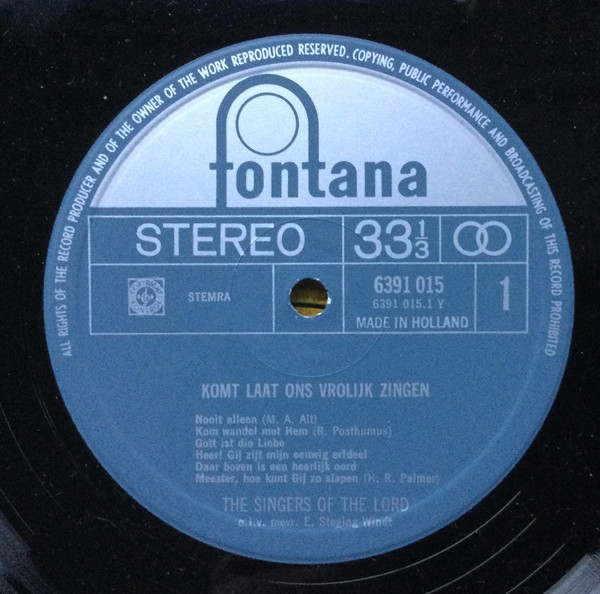 ALL RIGHTS OF THE RECORD PRODUCER AND OF THE OWNER OF THE WORK REPRODUCED RESERVED. COPYING, PUBLIC PERFORMANCE AND BROADCASTING OF THIS RECORD PROHIBITED
fontana
STEREO 33 1/3
STEMRA
6391 015
6391 015.1 Y
MADE IN HOLLAND
1
KOMT LAAT ONS VROLIJK ZINGEN
Nooit alleen (M. A. Alt)
Kom wandel met Hem (R. Posthumus)
Gott ist die Liebe
Heer! Gij zijt mijn eeuwig erfdeel
Daar boven is een heerlijk oord
Meester, hoe kunt Gij zo slapen (H. R. Palmer)
THE SINGERS OF THE LORD
o.l.v. mevr. E. Sleging-Windt